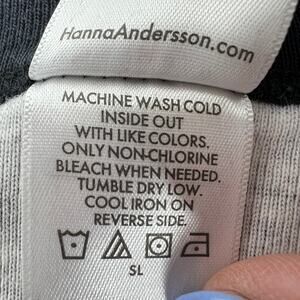 HannaAndersson.com
MACHINE WASH COLD
INSIDE OUT
WITH LIKE COLORS.
ONLY NON-CHLORINE
BLEACH WHEN NEEDED.
TUMBLE DRY LOW.
COOL IRON ON
REVERSE SIDE.
SL